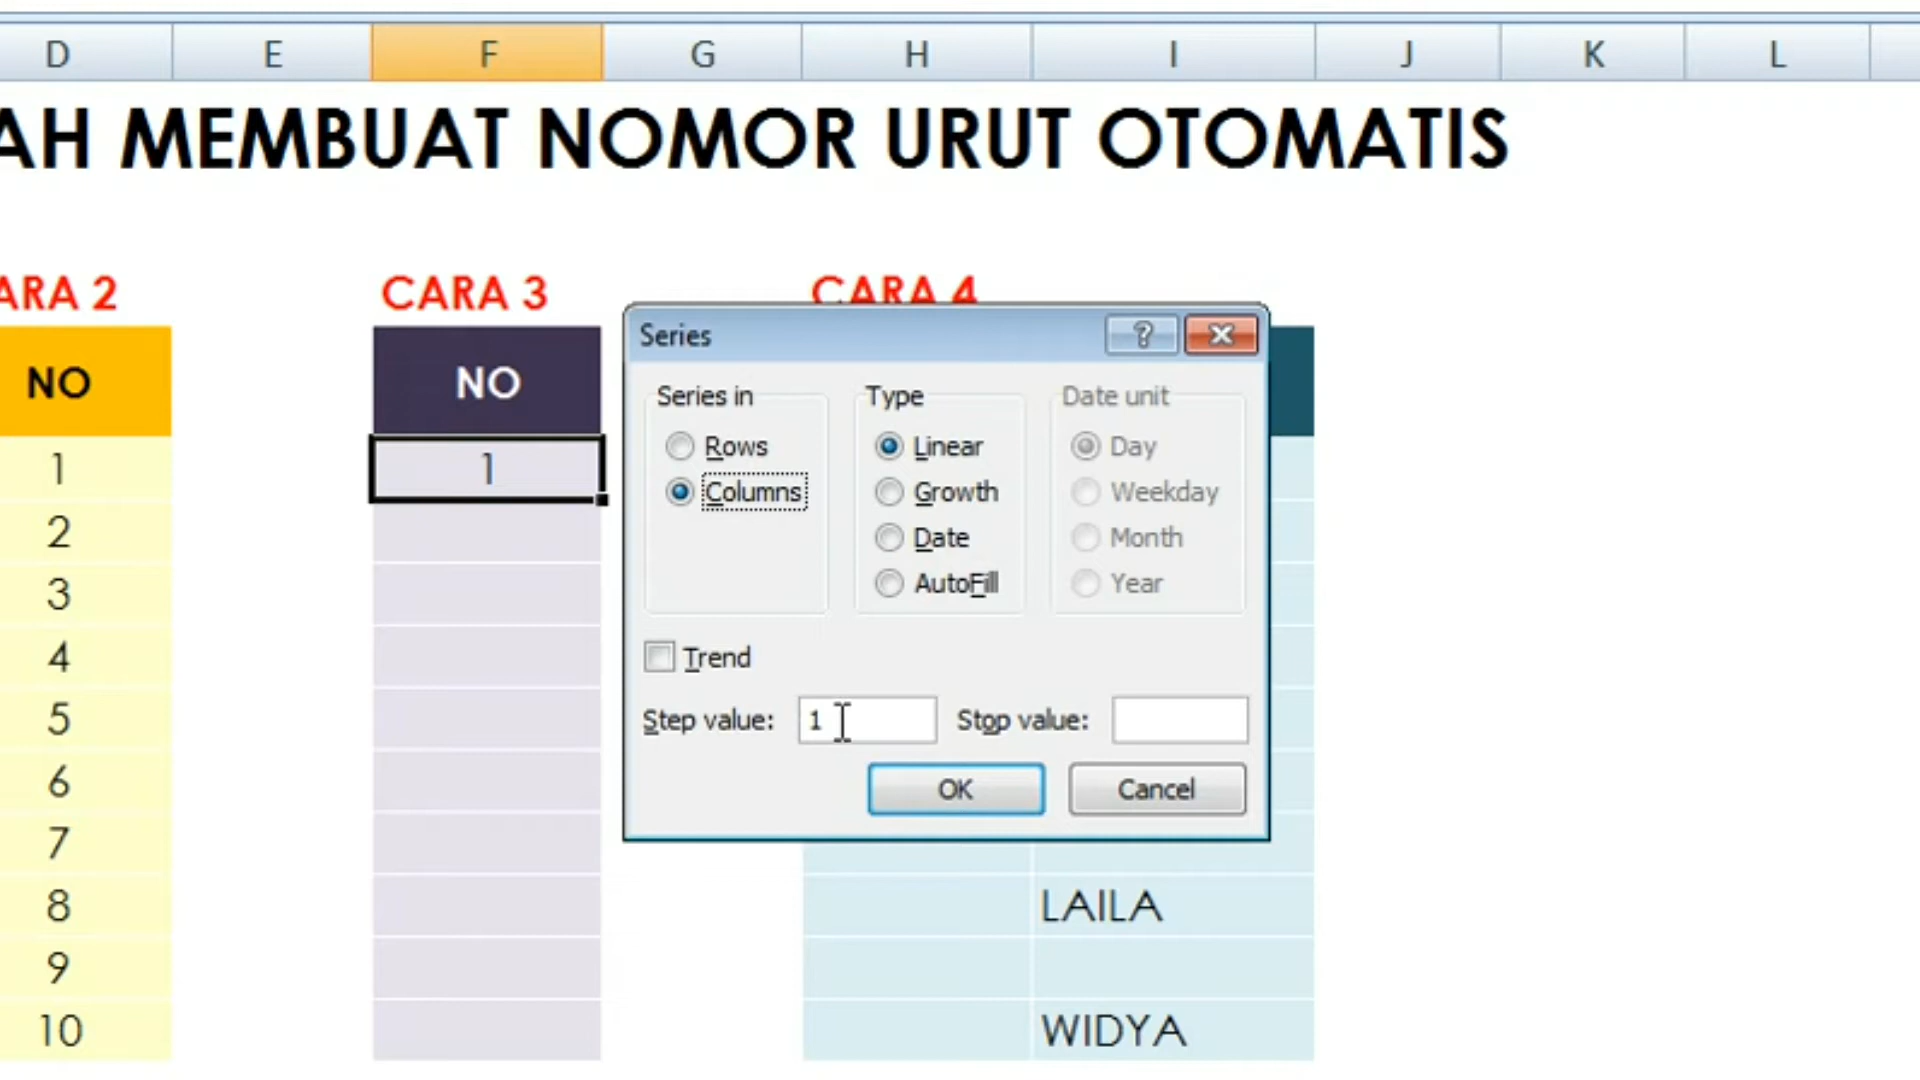 D E F G H I J K L
AH MEMBUAT NOMOR URUT OTOMATIS
ARA 2 CARA 3 CARA 4
NO NO
1
2
3
4
5
6
7
8
9
10
1
Series
Series in
Rows
Columns
Type
Linear
Growth
Date
AutoFill
Date unit
Day
Weekday
Month
Year
Trend
Step value: 1 Stop value:
OK Cancel
LAILA
WIDYA